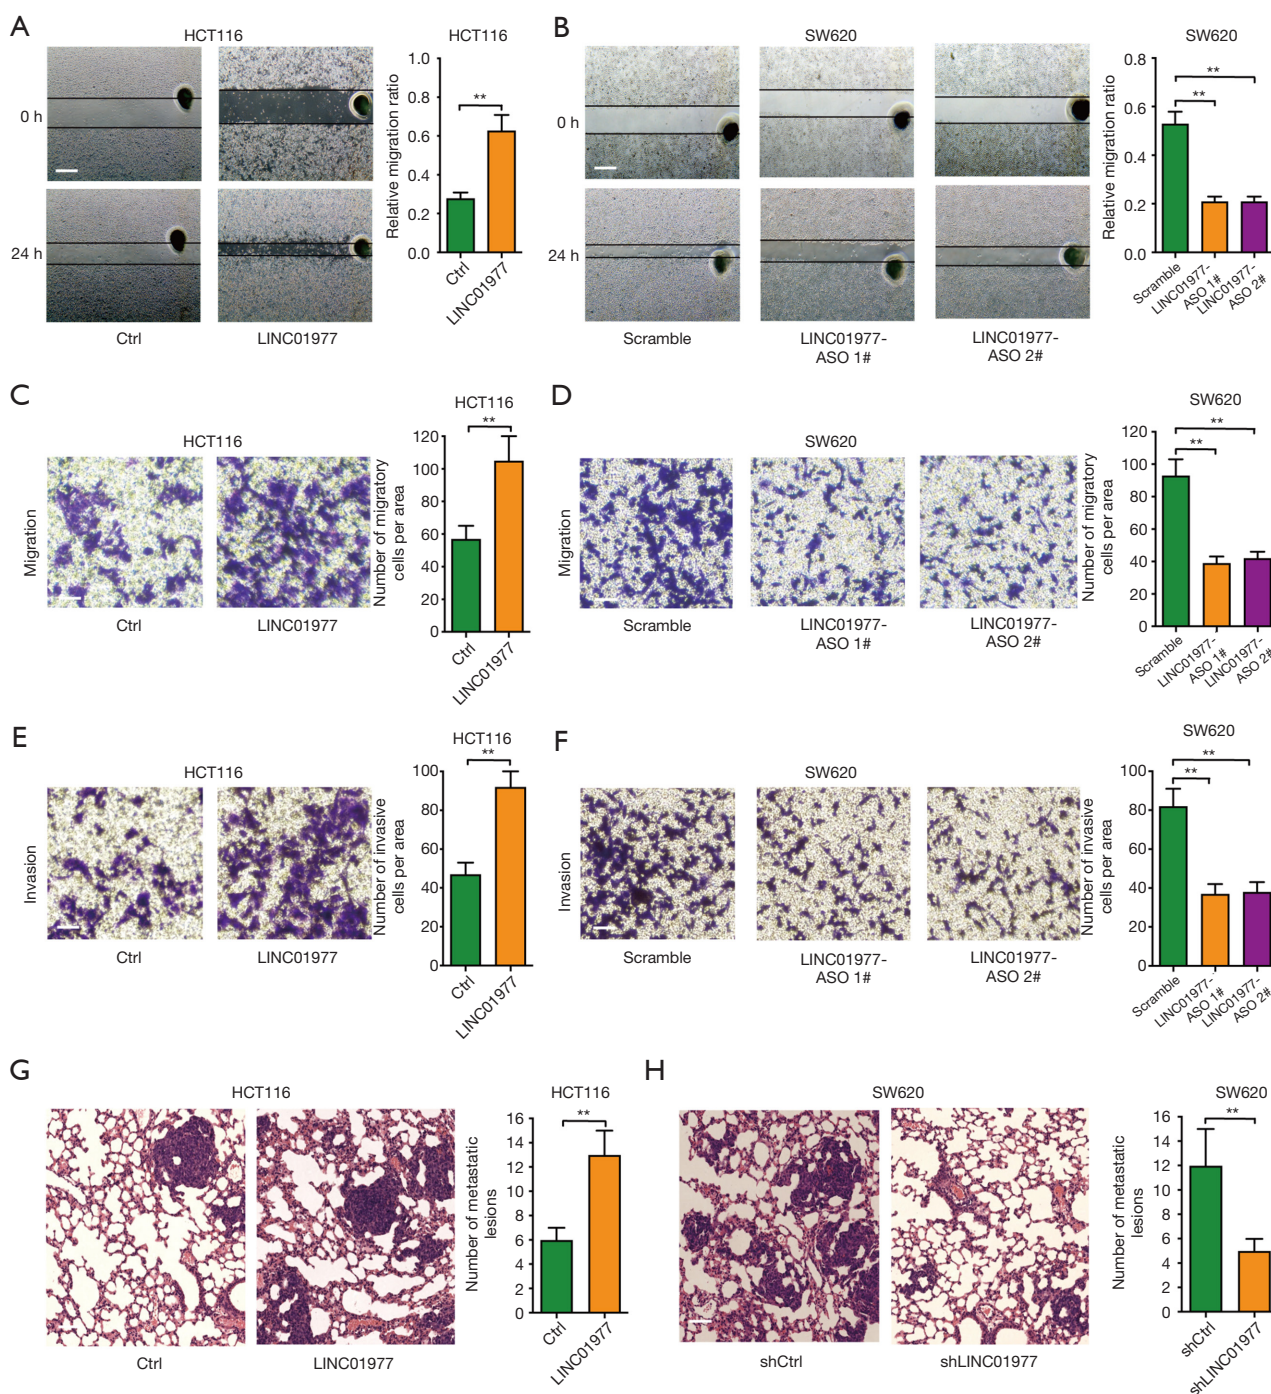 A
HCT116
0 h
24 h
Ctrl
LINC01977
HCT116
Relative migration ratio
1.0
0.8
0.6
0.4
0.2
0.0
**
Ctrl
LINC01977
B
SW620
0 h
24 h
Scramble
LINC01977-
ASO 1#
LINC01977-
ASO 2#
SW620
Relative migration ratio
0.8
0.6
0.4
0.2
0.0
**
**
Scramble
LINC01977-
ASO 1#
LINC01977-
ASO 2#
C
HCT116
Migration
Ctrl
LINC01977
HCT116
Number of migratory
cells per area
120
100
80
60
40
20
0
**
Ctrl
LINC01977
D
SW620
Migration
Scramble
LINC01977-
ASO 1#
LINC01977-
ASO 2#
SW620
Number of migratory
cells per area
120
100
80
60
40
20
0
**
**
Scramble
LINC01977-
ASO 1#
LINC01977-
ASO 2#
E
HCT116
Invasion
Ctrl
LINC01977
HCT116
Number of invasive
cells per area
100
80
60
40
20
0
**
Ctrl
LINC01977
F
SW620
Invasion
Scramble
LINC01977-
ASO 1#
LINC01977-
ASO 2#
SW620
Number of invasive
cells per area
100
80
60
40
20
0
**
**
Scramble
LINC01977-
ASO 1#
LINC01977-
ASO 2#
G
HCT116
Ctrl
LINC01977
HCT116
Number of metastatic
lesions
16
14
12
10
8
6
4
2
0
**
Ctrl
LINC01977
H
SW620
shCtrl
shLINC01977
SW620
Number of metastatic
lesions
16
14
12
10
8
6
4
2
0
**
shCtrl
shLINC01977